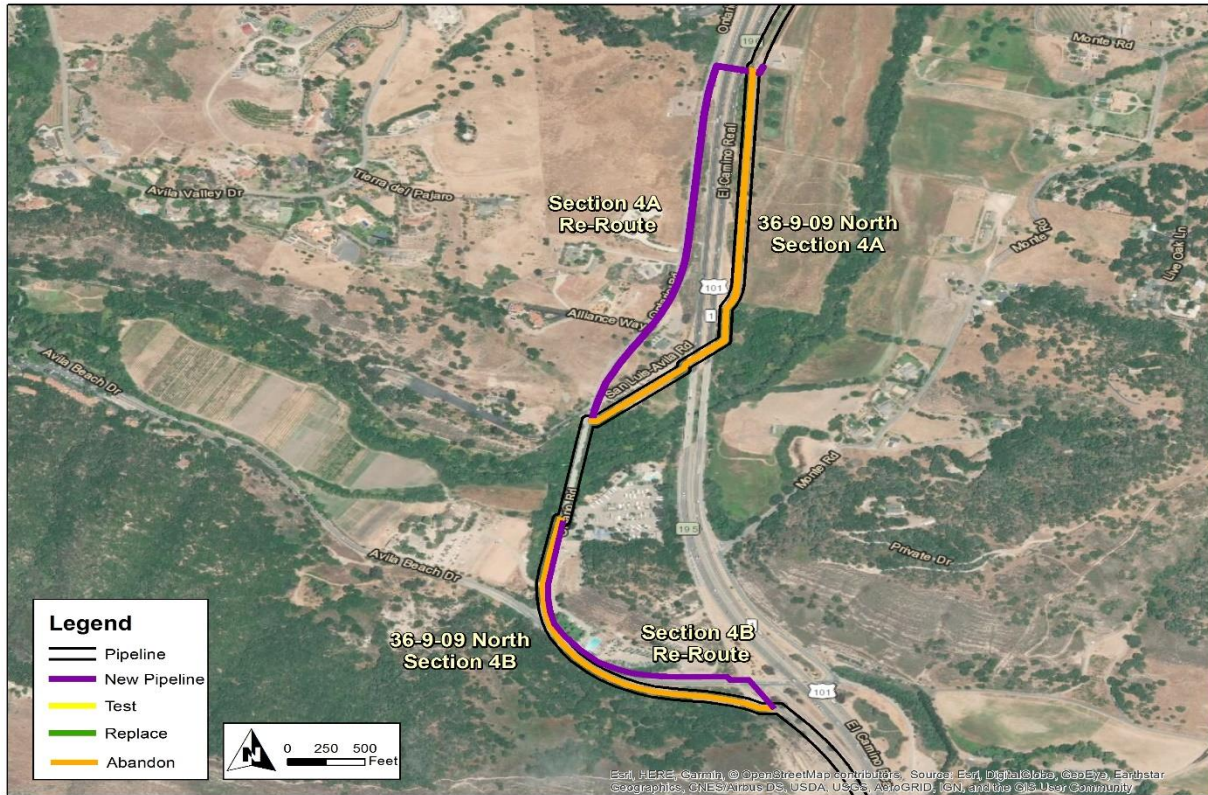 Ontario
19.
Monte Rd
Avila Valley Dr
Tierra del Pajaro
El Camino Real
Section 4A
Re-Route
36-9-09 North
Section 4A
Monte Rd
Live Oak Ln
101
Alliance Way
1
San Luis-Avila Rd
Avila Beach Dr
Monte Rd
19.5
Private Dr
Avila Beach Dr
36-9-09 North
Section 4B
Section 4B
Re-Route
101
El Camino
Legend
Pipeline
New Pipeline
Test
Replace
Abandon
N
0 250 500
Feet
Esri, HERE, Garmin, © OpenStreetMap contributors, Source: Esri, DigitalGlobe, GeoEye, Earthstar
Geographics, CNES/Airbus DS, USDA, USGS, AeroGRID, IGN, and the GIS User Community